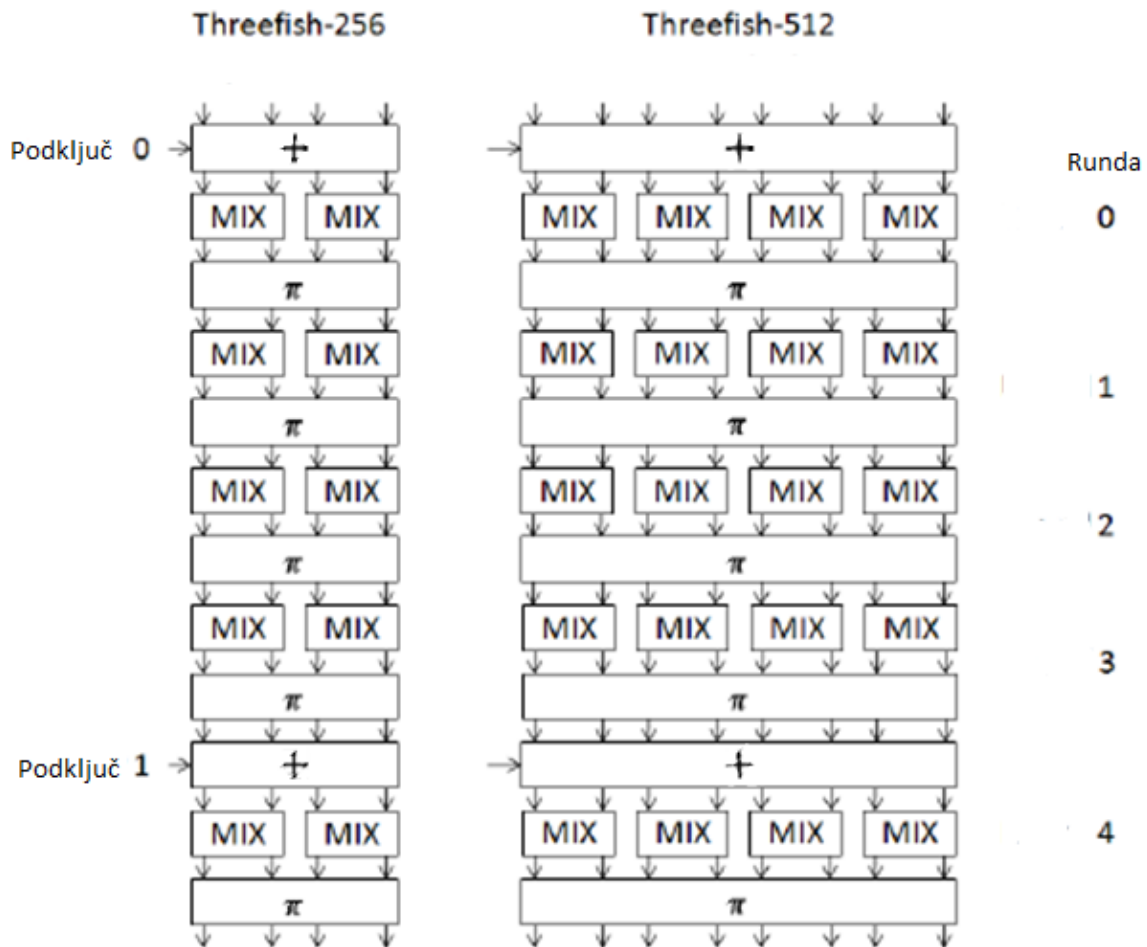 Threefish-256 Threefish-512
Podključ 0 + +
Runda
MIX MIX MIX MIX MIX MIX 0
π π
MIX MIX MIX MIX MIX MIX
1
π π
MIX MIX MIX MIX MIX MIX
2
π π
MIX MIX MIX MIX MIX MIX
3
π π
Podključ 1 + +
MIX MIX MIX MIX MIX MIX 4
π π